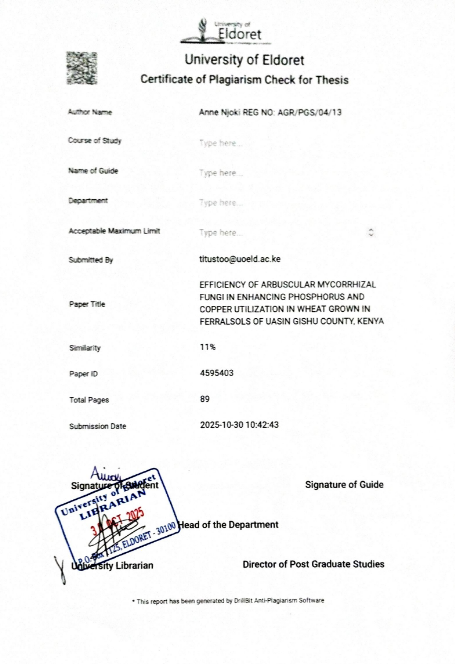 University of
Eldoret
University of Eldoret
Certificate of Plagiarism Check for Thesis
Author Name Anne Njoki REG NO: AGR/PGS/04/13
Course of Study Type here...
Name of Guide Type here...
Department Type here...
Acceptable Maximum Limit Type here...
Submitted By titustoo@uoeld.ac.ke
Paper Title EFFICIENCY OF ARBUSCULAR MYCORRHIZAL
FUNGI IN ENHANCING PHOSPHORUS AND
COPPER UTILIZATION IN WHEAT GROWN IN
FERRALSOLS OF UASIN GISHU COUNTY, KENYA
Similarity 11%
Paper ID 4595403
Total Pages 89
Submission Date 2025-10-30 10:42:43
Signature of Student Signature of Guide
University of Eldoret
LIBRARIAN
OCT 2025
P.O. Box 1125, ELDORET - 30100
Head of the Department
University Librarian Director of Post Graduate Studies
* This report has been generated by DrillBit Anti-Plagiarism Software